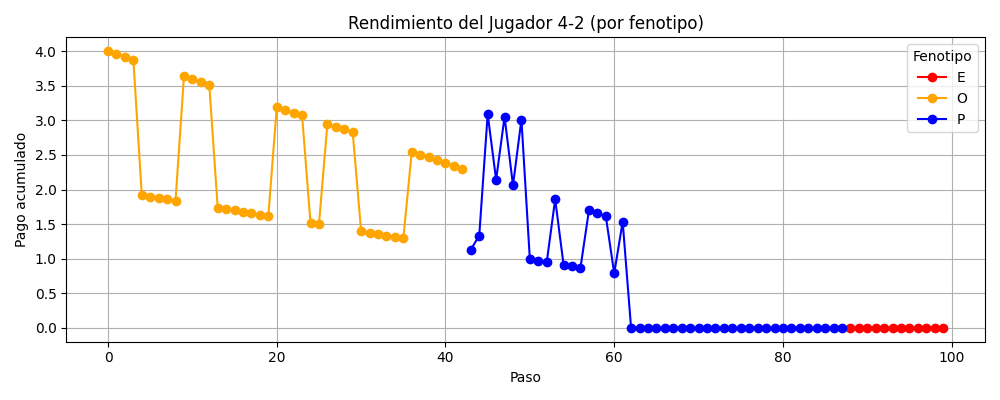 Rendimiento del Jugador 4-2 (por fenotipo)
Pago acumulado
4.0
3.5
3.0
2.5
2.0
1.5
1.0
0.5
0.0
Fenotipo
E
O
P
0 20 40 60 80 100
Paso